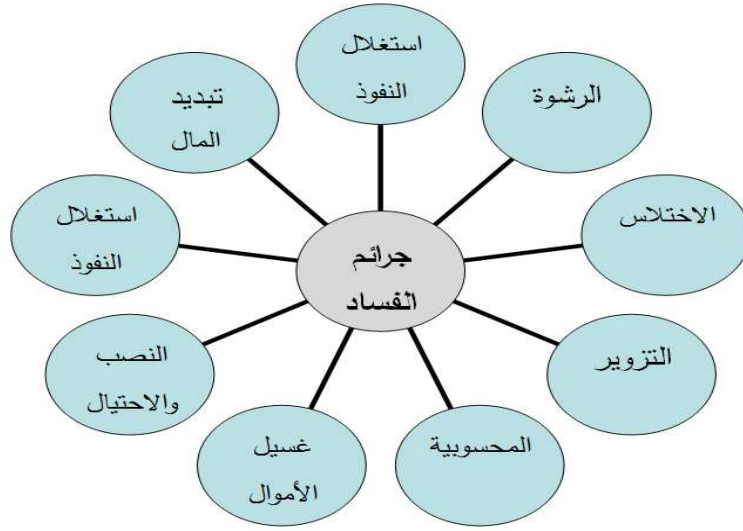 استغلال
النفوذ
الرشوة
الاختلاس
التزوير
المحسوبية
غسيل
الأموال
النصب
والاحتيال
استغلال
النفوذ
تبديد
المال
جرائم
الفساد